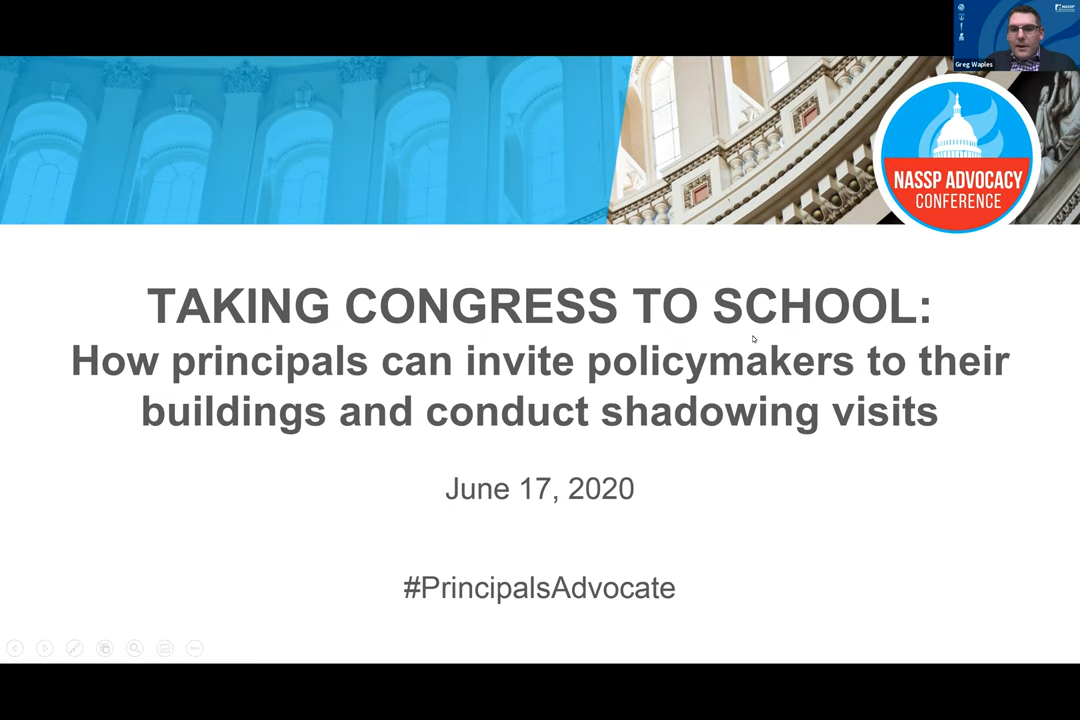 NASSP
Greg Waples
NASSP ADVOCACY
CONFERENCE
TAKING CONGRESS TO SCHOOL:
How principals can invite policymakers to their
buildings and conduct shadowing visits
June 17, 2020
#PrincipalsAdvocate